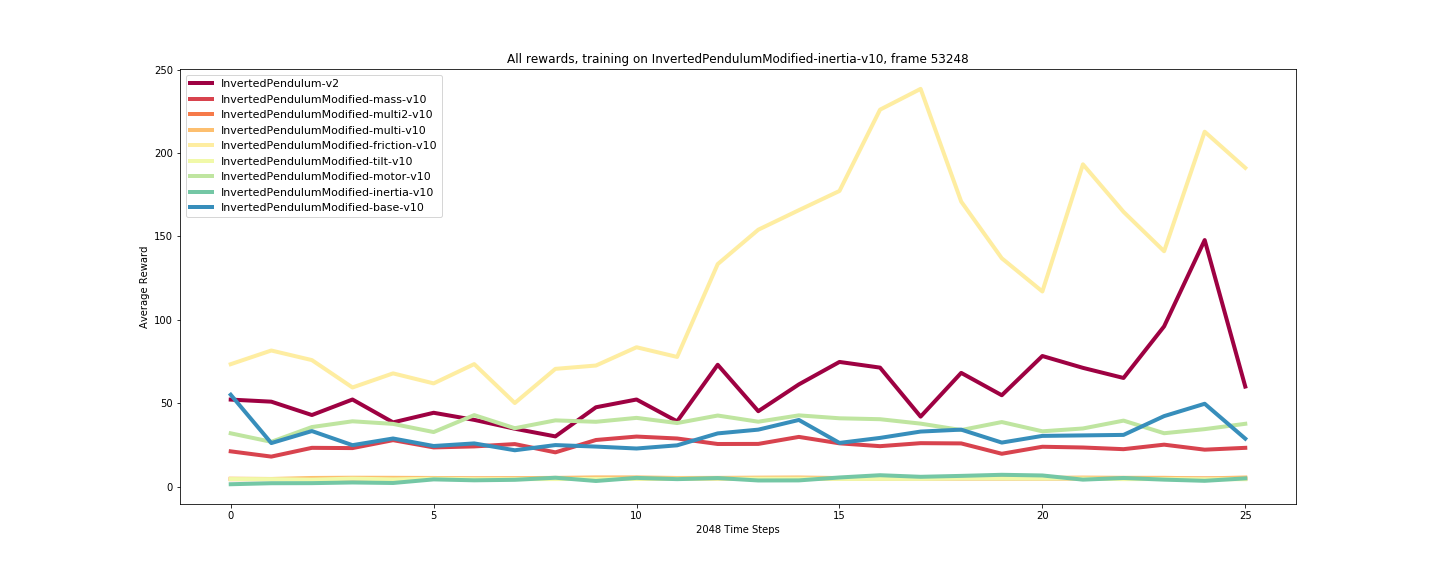 All rewards, training on InvertedPendulumModified-inertia-v10, frame 53248
250
200
150
100
50
0
Average Reward
InvertedPendulum-v2
InvertedPendulumModified-mass-v10
InvertedPendulumModified-multi2-v10
InvertedPendulumModified-multi-v10
InvertedPendulumModified-friction-v10
InvertedPendulumModified-tilt-v10
InvertedPendulumModified-motor-v10
InvertedPendulumModified-inertia-v10
InvertedPendulumModified-base-v10
0 5 10 15 20 25
2048 Time Steps